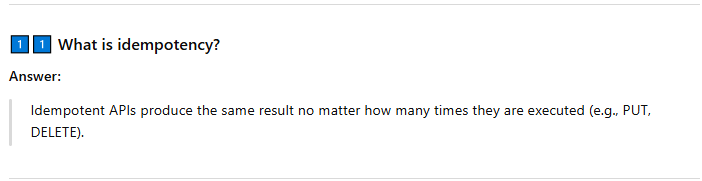 1️⃣1️⃣ What is idempotency?
Answer:
Idempotent APIs produce the same result no matter how many times they are executed (e.g., PUT,
DELETE).